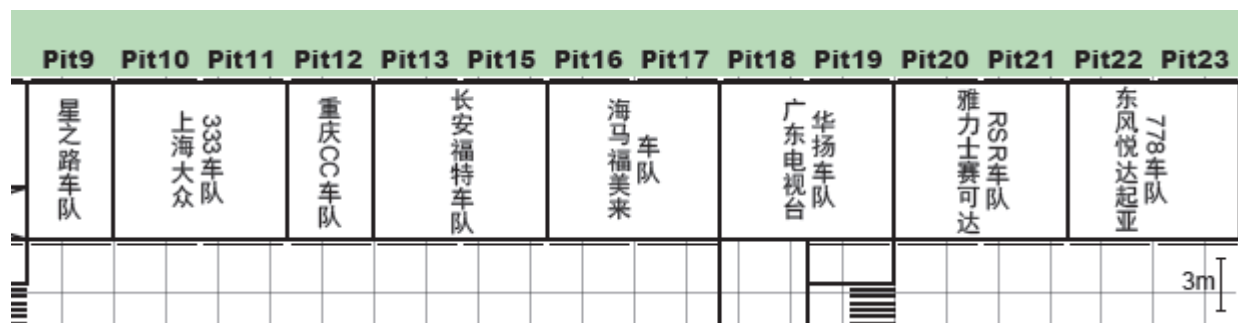 Pit9 Pit10 Pit11 Pit12 Pit13 Pit15 Pit16 Pit17 Pit18 Pit19 Pit20 Pit21 Pit22 Pit23
星之路车队
上海大众
333车队
重庆CC车队
长安福特车队
海马福美来
车队
广东电视台
华扬车队
雅力士赛可达
RSR车队
东风悦达起亚
778车队
3m